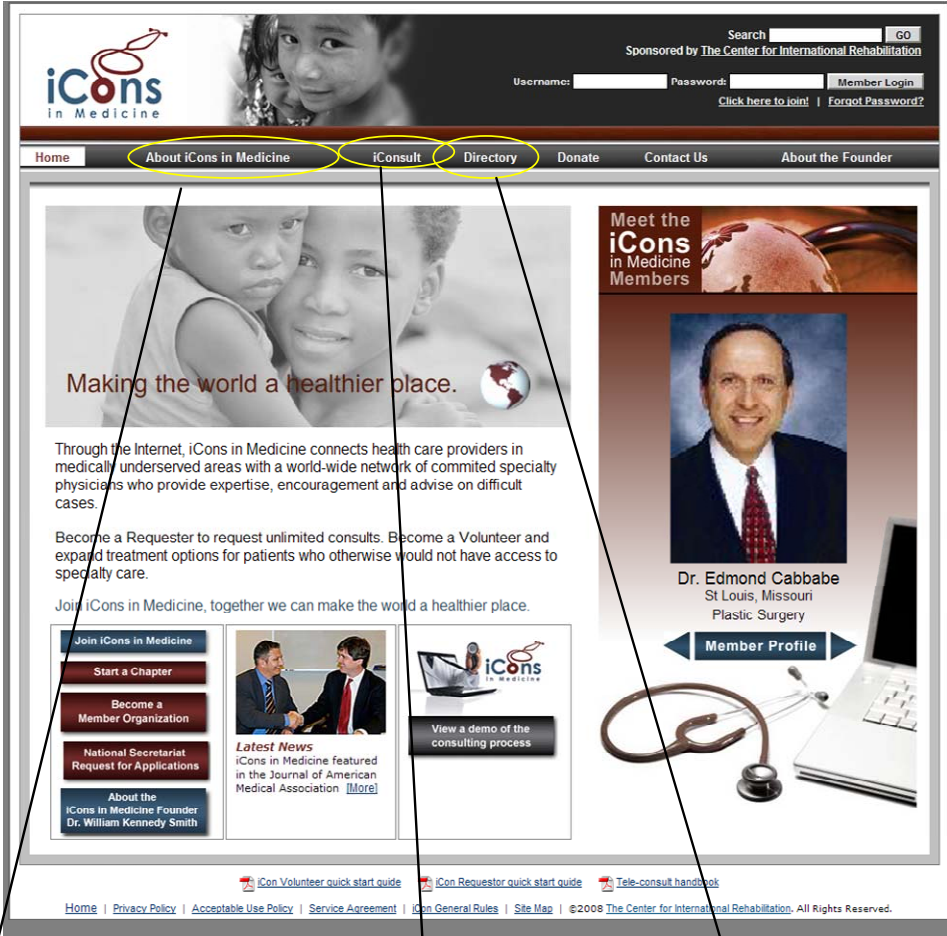 iCons
in Medicine
Search GO
Sponsored by The Center for International Rehabilitation
Username: Password: Member Login
Click here to join! | Forgot Password?
Home About iCons in Medicine iConsult Directory Donate Contact Us About the Founder
Making the world a healthier place.
Through the Internet, iCons in Medicine connects health care providers in
medically underserved areas with a world-wide network of commited specialty
physicians who provide expertise, encouragement and advise on difficult
cases.
Become a Requester to request unlimited consults. Become a Volunteer and
expand treatment options for patients who otherwise would not have access to
specialty care.
Join iCons in Medicine, together we can make the world a healthier place.
Join iCons in Medicine
Start a Chapter
Become a
Member Organization
National Secretariat
Request for Applications
About the
iCons in Medicine Founder
Dr. William Kennedy Smith
Latest News
iCons in Medicine featured
in the Journal of American
Medical Association [More]
iCons
in Medicine
View a demo of the
consulting process
Meet the
iCons
in Medicine
Members
Dr. Edmond Cabbabe
St Louis, Missouri
Plastic Surgery
Member Profile
iCon Volunteer quick start guide iCon Requestor quick start guide Tele-consult handbook
Home | Privacy Policy | Acceptable Use Policy | Service Agreement | iCon General Rules | Site Map | ©2008 The Center for International Rehabilitation. All Rights Reserved.